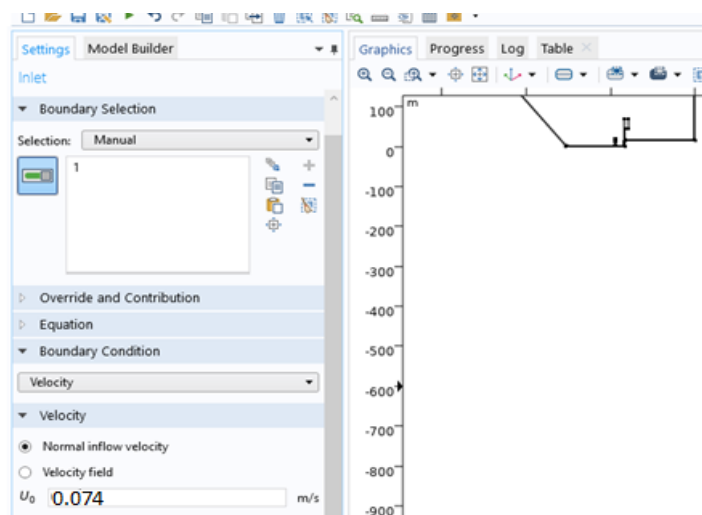 Settings Model Builder
Inlet
Boundary Selection
Selection: Manual
1
Override and Contribution
Equation
Boundary Condition
Velocity
Velocity
Normal inflow velocity
Velocity field
U₀ 0.074 m/s
Graphics Progress Log Table
m
100
0
-100
-200
-300
-400
-500
-600
-700
-800
-900